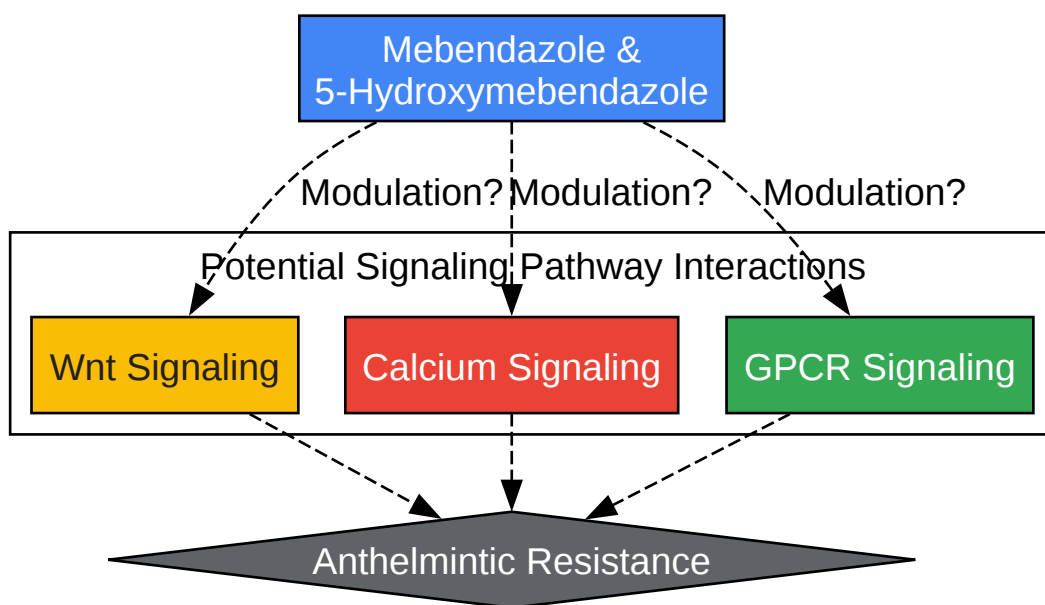 Mebendazole &
5-Hydroxymebendazole
Modulation? Modulation? Modulation?
Potential Signaling Pathway Interactions
Wnt Signaling Calcium Signaling GPCR Signaling
Anthelmintic Resistance